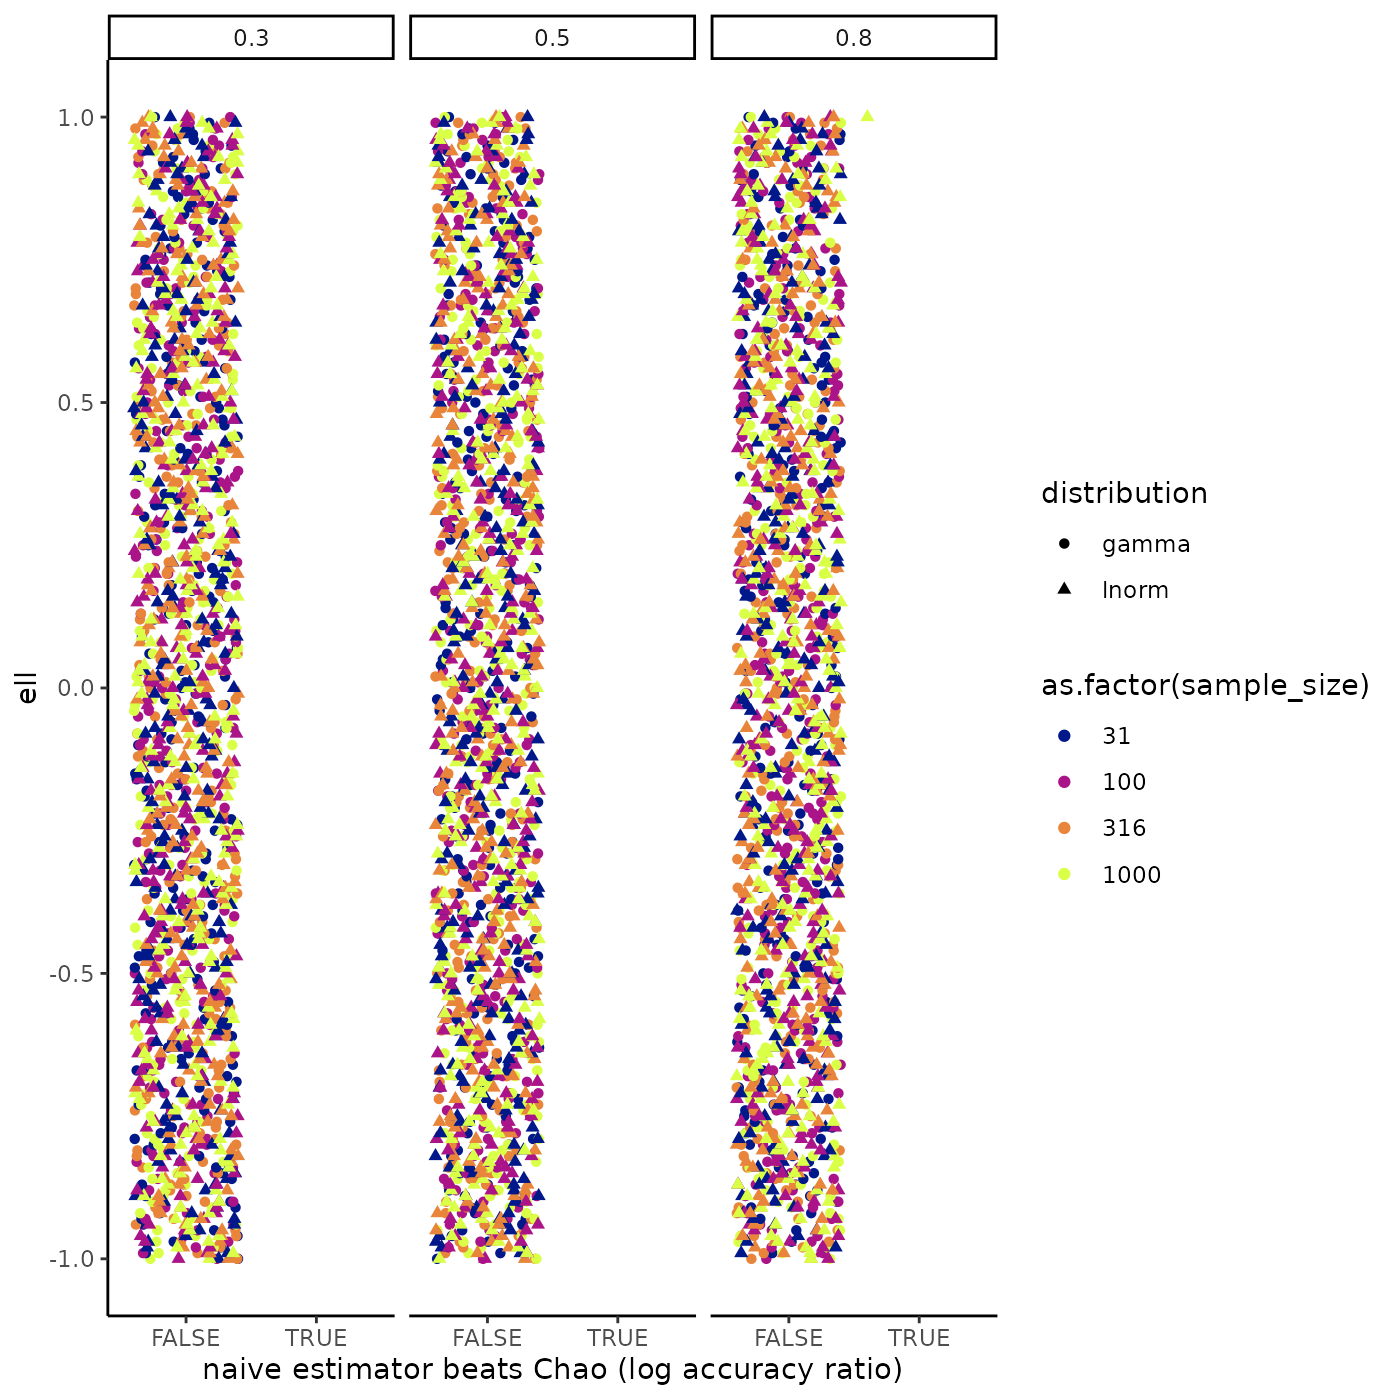 0.3 0.5 0.8
1.0
0.5
0.0
-0.5
-1.0
ell
FALSE TRUE FALSE TRUE FALSE TRUE
naive estimator beats Chao (log accuracy ratio)
distribution
gamma
lnorm
as.factor(sample_size)
31
100
316
1000